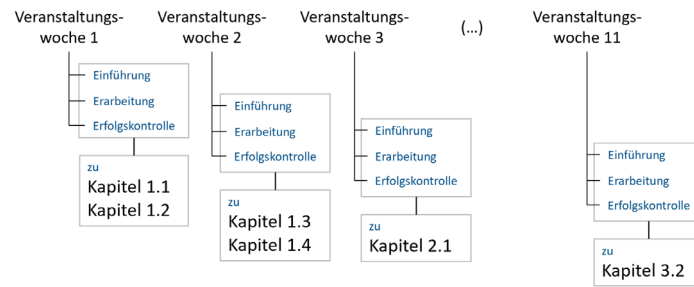 Veranstaltungs-
woche 1
Einführung
Erarbeitung
Erfolgskontrolle
zu
Kapitel 1.1
Kapitel 1.2
Veranstaltungs-
woche 2
Einführung
Erarbeitung
Erfolgskontrolle
zu
Kapitel 1.3
Kapitel 1.4
Veranstaltungs-
woche 3
Einführung
Erarbeitung
Erfolgskontrolle
zu
Kapitel 2.1
(...)
Veranstaltungs-
woche 11
Einführung
Erarbeitung
Erfolgskontrolle
zu
Kapitel 3.2